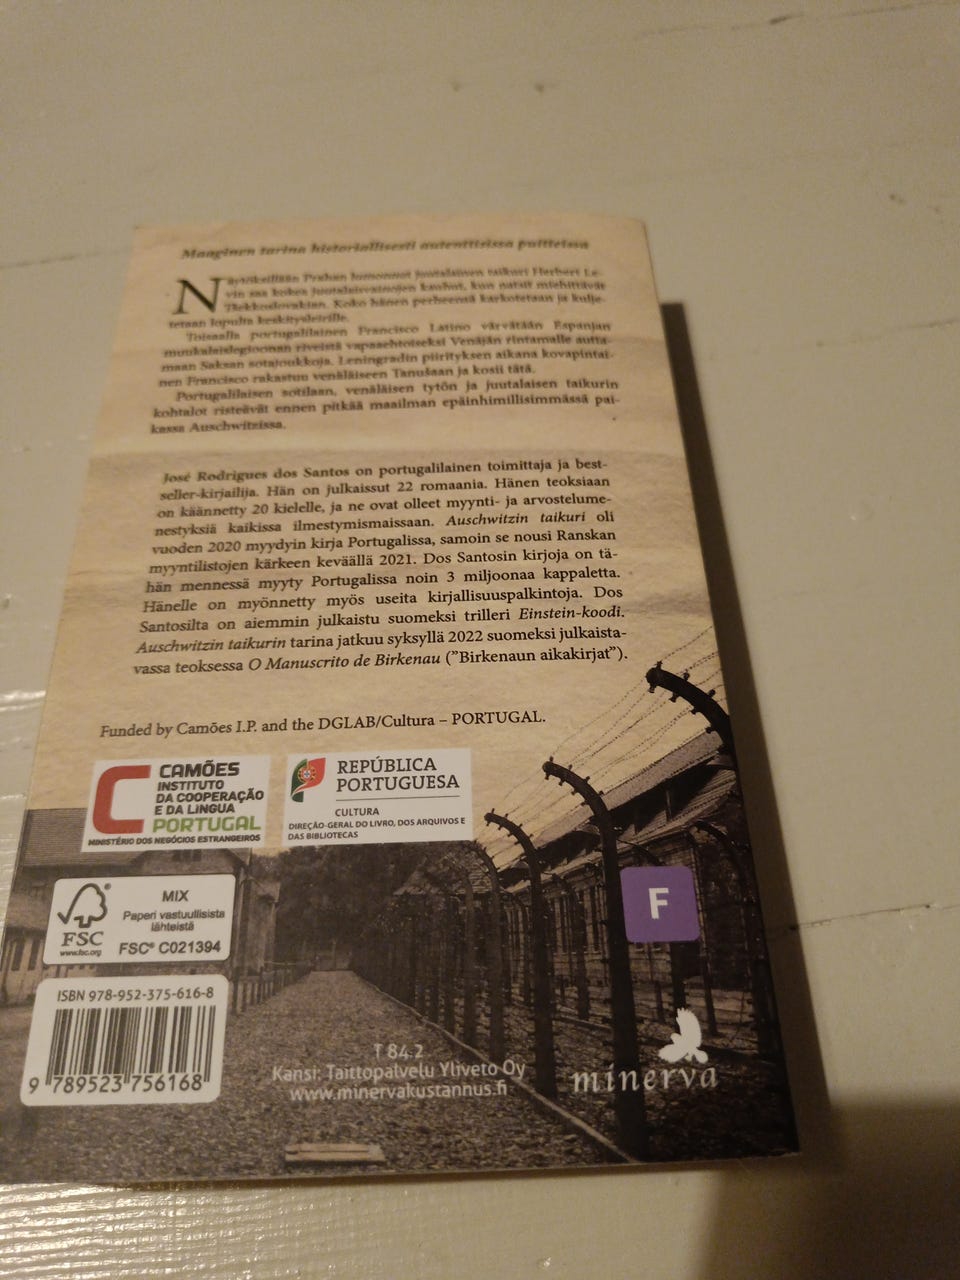 Maaginen tarina historiallisesti autenttisissa puitteissa
Näytöksillään Prahan lumonnut juutalainen taikuri Herbert Le-
vin saa kokea juutalaisvainojen kauhut, kun natsit miehittävät
Tšekkoslovakian. Koko hänen perheensä karkotetaan ja kulje-
tetaan lopulta keskitysleirille.
Toisaalla portugalilainen Francisco Latino värvätään Espanjan
muukalaislegioonan riveistä vapaaehtoiseksi Venäjän rintamalle autta-
maan Saksan sotajoukkoja. Leningradin piirityksen aikana kovapintai-
nen Francisco rakastuu venäläiseen Tanušaan ja kosii tätä.
Portugalilaisen sotilaan, venäläisen tytön ja juutalaisen taikurin
kohtalot risteävät ennen pitkää maailman epäinhimillisimmässä pai-
kassa Auschwitzissa.
José Rodrigues dos Santos on portugalilainen toimittaja ja best-
seller-kirjailija. Hän on julkaissut 22 romaania. Hänen teoksiaan
on käännetty 20 kielelle, ja ne ovat olleet myynti- ja arvostelume-
nestyksiä kaikissa ilmestymismaissaan. Auschwitzin taikuri oli
vuoden 2020 myydyin kirja Portugalissa, samoin se nousi Ranskan
myyntilistojen kärkeen keväällä 2021. Dos Santosin kirjoja on tä-
hän mennessä myyty Portugalissa noin 3 miljoonaa kappaletta.
Hänelle on myönnetty myös useita kirjallisuuspalkintoja. Dos
Santosilta on aiemmin julkaistu suomeksi trilleri Einstein-koodi.
Auschwitzin taikurin tarina jatkuu syksyllä 2022 suomeksi julkaista-
vassa teoksessa O Manuscrito de Birkenau ("Birkenaun aikakirjat").
Funded by Camões I.P. and the DGLAB/Cultura – PORTUGAL.
CAMÕES
INSTITUTO
DA COOPERAÇÃO
E DA LÍNGUA
PORTUGAL
MINISTÉRIO DOS NEGÓCIOS ESTRANGEIROS
REPÚBLICA
PORTUGUESA
CULTURA
DIREÇÃO-GERAL DO LIVRO, DOS ARQUIVOS E
DAS BIBLIOTECAS
FSC®
www.fsc.org
MIX
Paperi vastuullisista
lähteistä
FSC® C021394
F
ISBN 978-952-375-616-8
9 789523 756168
T 84.2
Kansi: Taittopalvelu Yliveto Oy
www.minervakustannus.fi
minerva